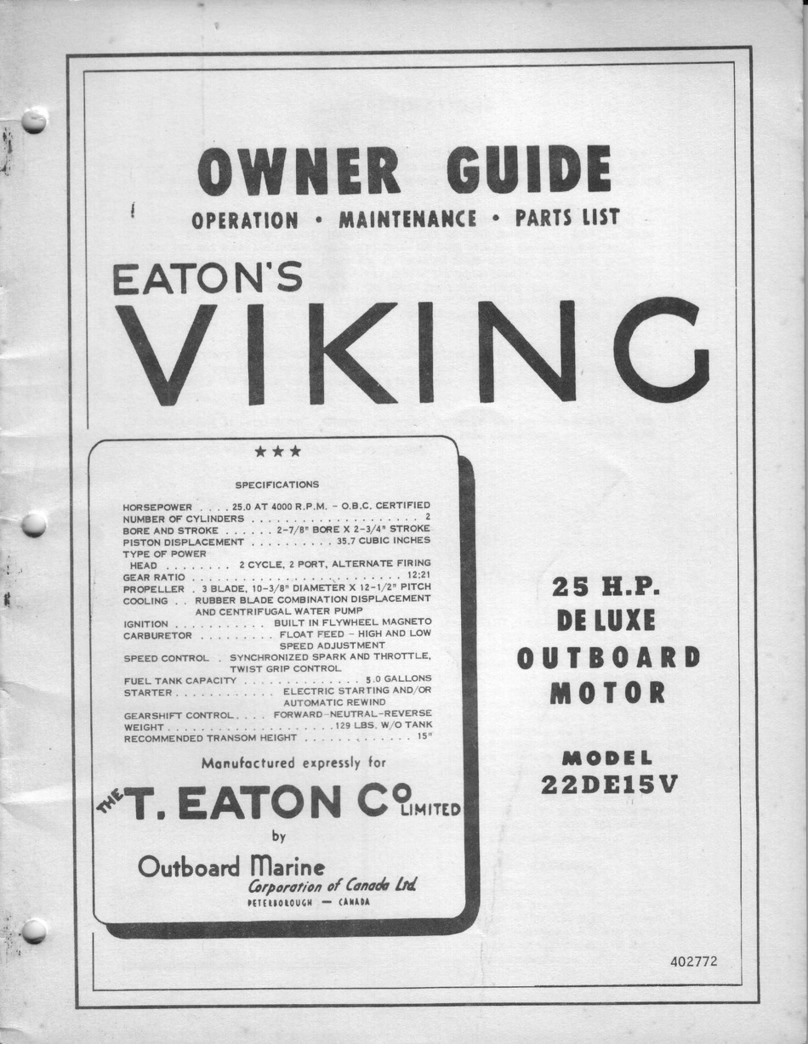 OWNER GUIDE
OPERATION • MAINTENANCE • PARTS LIST
EATON'S
VIKING
★ ★ ★
SPECIFICATIONS
HORSEPOWER . . . . 25.0 AT 4000 R.P.M. - O.B.C. CERTIFIED
NUMBER OF CYLINDERS . . . . . . . . . . . . . . . . . . . . 2
BORE AND STROKE . . . . . . 2-7/8" BORE X 2-3/4" STROKE
PISTON DISPLACEMENT . . . . . . . . . . 35.7 CUBIC INCHES
TYPE OF POWER
HEAD . . . . . . . . 2 CYCLE, 2 PORT, ALTERNATE FIRING
GEAR RATIO . . . . . . . . . . . . . . . . . . . . . . . . . 12:21
PROPELLER . 3 BLADE, 10-3/8" DIAMETER X 12-1/2" PITCH
COOLING . . RUBBER BLADE COMBINATION DISPLACEMENT
AND CENTRIFUGAL WATER PUMP
IGNITION . . . . . . . . . . . BUILT IN FLYWHEEL MAGNETO
CARBURETOR . . . . . . . . . FLOAT FEED - HIGH AND LOW
SPEED ADJUSTMENT
SPEED CONTROL . SYNCHRONIZED SPARK AND THROTTLE,
TWIST GRIP CONTROL
FUEL TANK CAPACITY . . . . . . . . . . . . . . 5.0 GALLONS
STARTER . . . . . . . . . . . . ELECTRIC STARTING AND/OR
AUTOMATIC REWIND
GEARSHIFT CONTROL . . . . FORWARD-NEUTRAL-REVERSE
WEIGHT . . . . . . . . . . . . . . . . . . . . 129 LBS. W/O TANK
RECOMMENDED TRANSOM HEIGHT . . . . . . . . . . . . . 15"
Manufactured expressly for
THE T. EATON CO LIMITED
by
Outboard Marine
Corporation of Canada Ltd.
PETERBOROUGH — CANADA
25 H.P.
DE LUXE
OUTBOARD
MOTOR
MODEL
22DE15V
402772